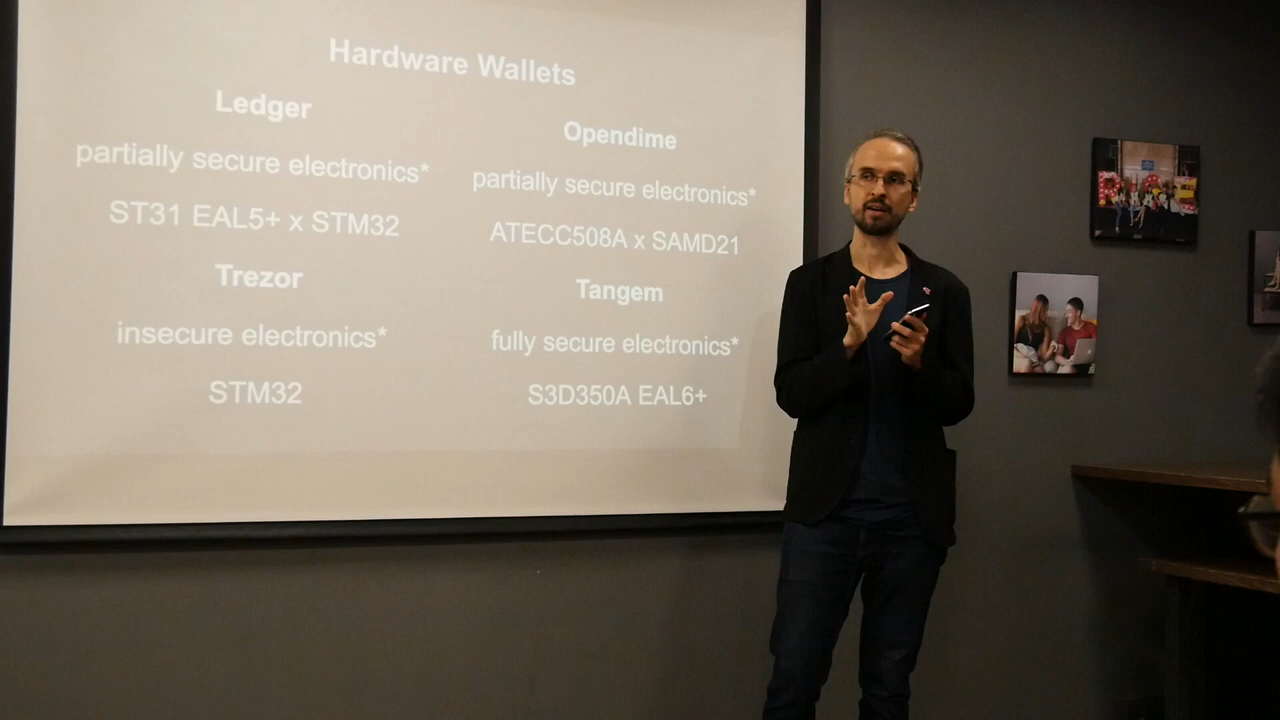 Hardware Wallets
Ledger
partially secure electronics*
ST31 EAL5+ x STM32
Trezor
insecure electronics*
STM32
Opendime
partially secure electronics*
ATECC508A x SAMD21
Tangem
fully secure electronics*
S3D350A EAL6+